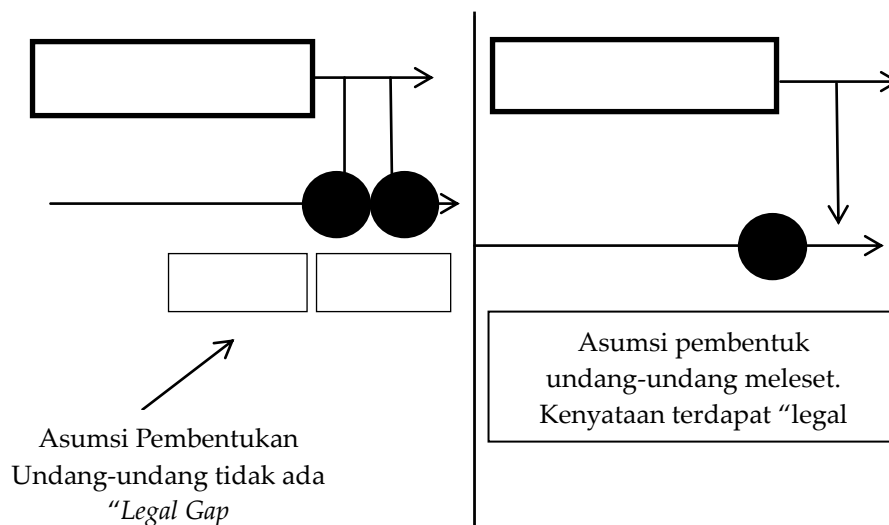 Asumsi Pembentukan
Undang-undang tidak ada
“Legal Gap
Asumsi pembentuk
undang-undang meleset.
Kenyataan terdapat “legal